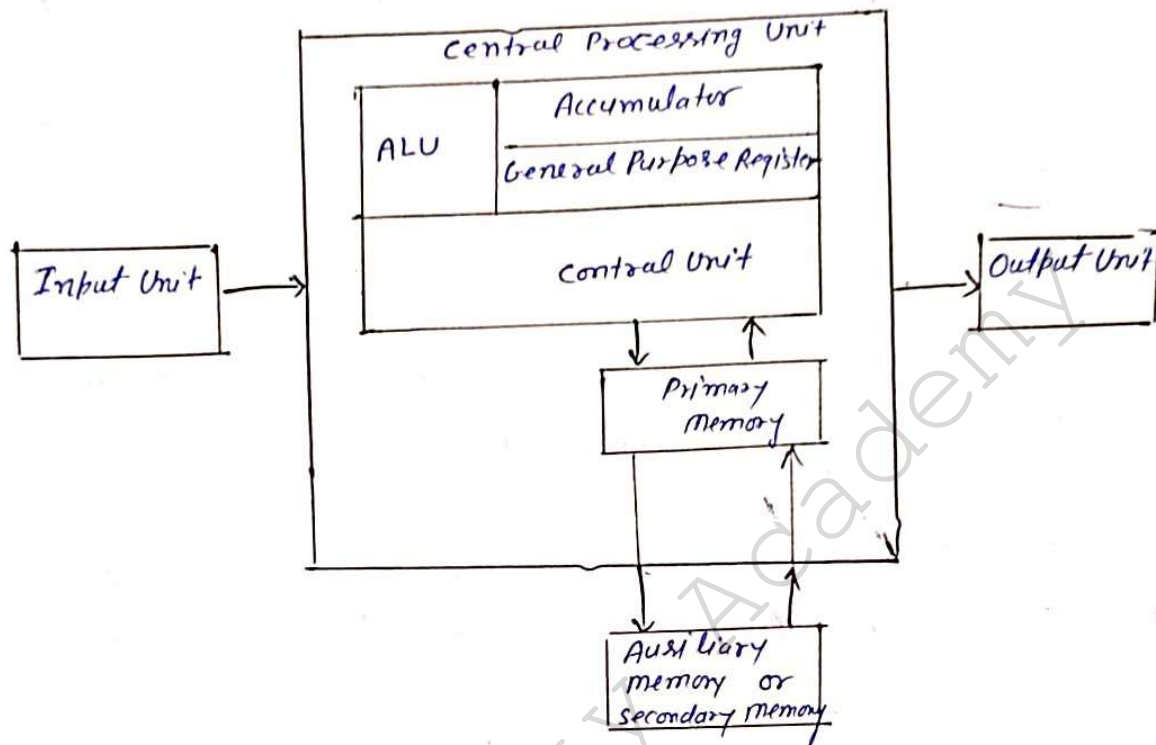 Central Processing Unit
ALU
Accumulator
General Purpose Register
Control Unit
Input Unit
Output Unit
Primary
Memory
Auxiliary
memory or
secondary memory
Academy